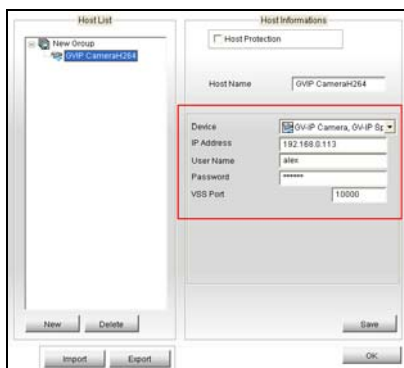 Host List
New Group
GVIP CameraH264
New
Delete
Import
Export
Host Informations
Host Protection
Host Name
GVIP CameraH264
Device
GV-IP Camera, GV-IP Sp
IP Address
192.168.0.113
User Name
alex
Password
******
VSS Port
10000
Save
OK